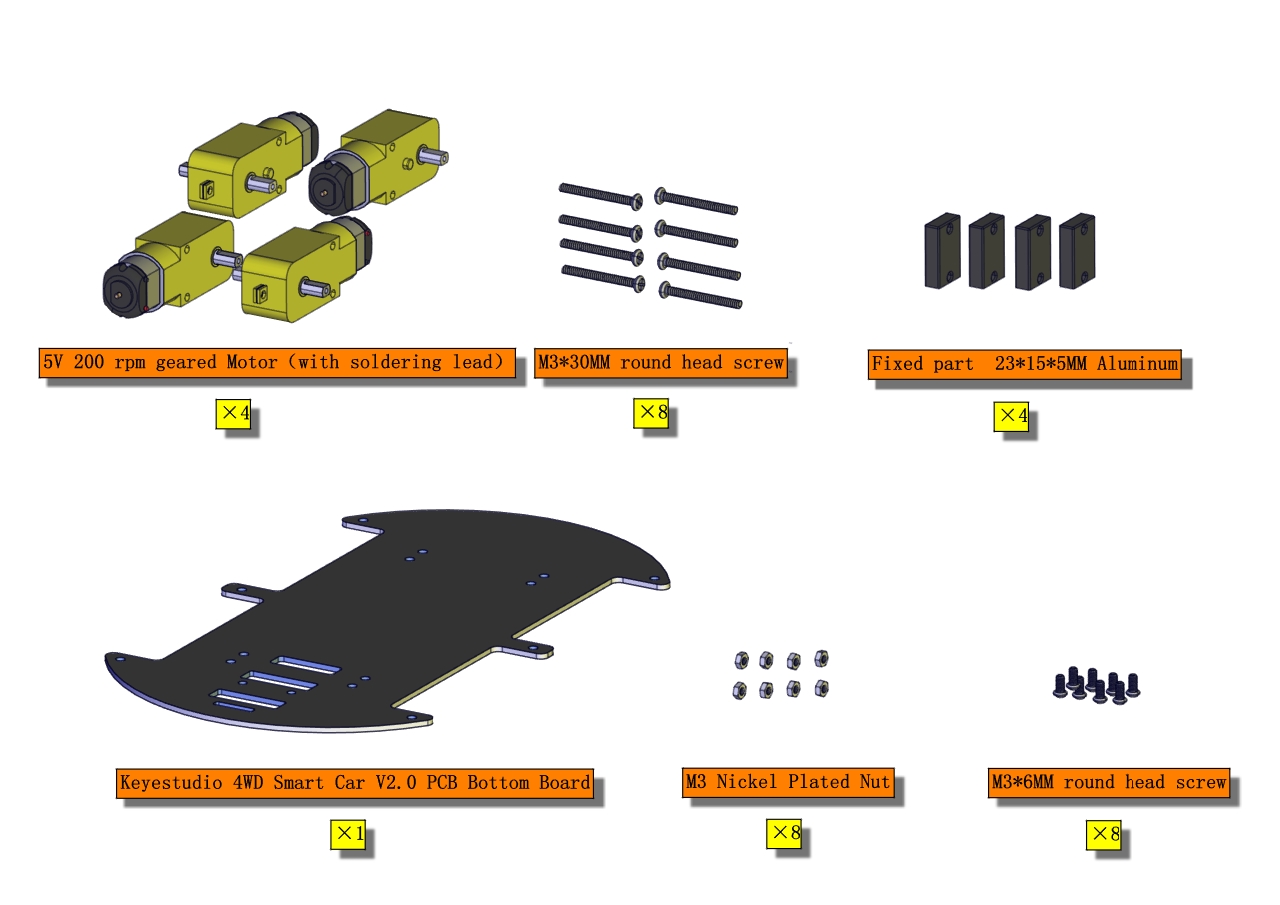 5V 200 rpm geared Motor（with soldering lead）
M3*30MM round head screw
Fixed part  23*15*5MM Aluminum
×4
×8
×4
Keyestudio 4WD Smart Car V2.0 PCB Bottom Board
M3 Nickel Plated Nut
M3*6MM round head screw
×1
×8
×8